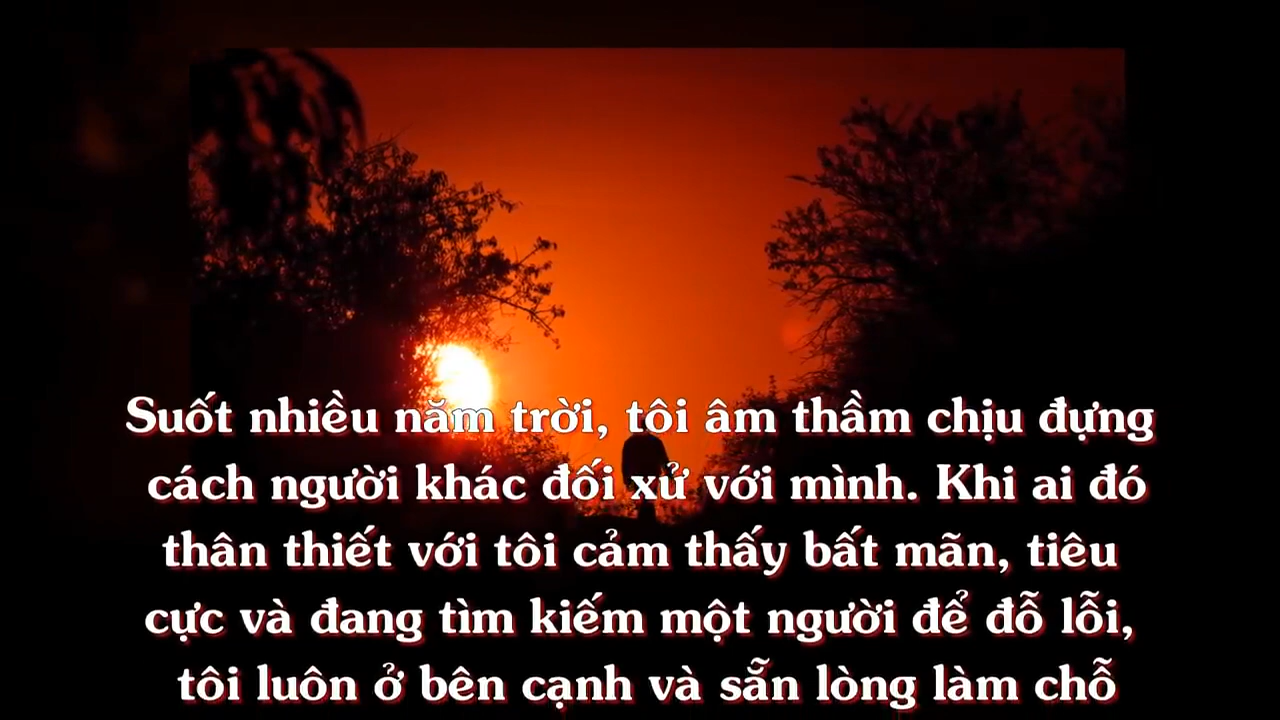 Suốt nhiều năm trời, tôi âm thầm chịu đựng
cách người khác đối xử với mình. Khi ai đó
thân thiết với tôi cảm thấy bất mãn, tiêu
cực và đang tìm kiếm một người để đỗ lỗi,
tôi luôn ở bên cạnh và sẵn lòng làm chỗ